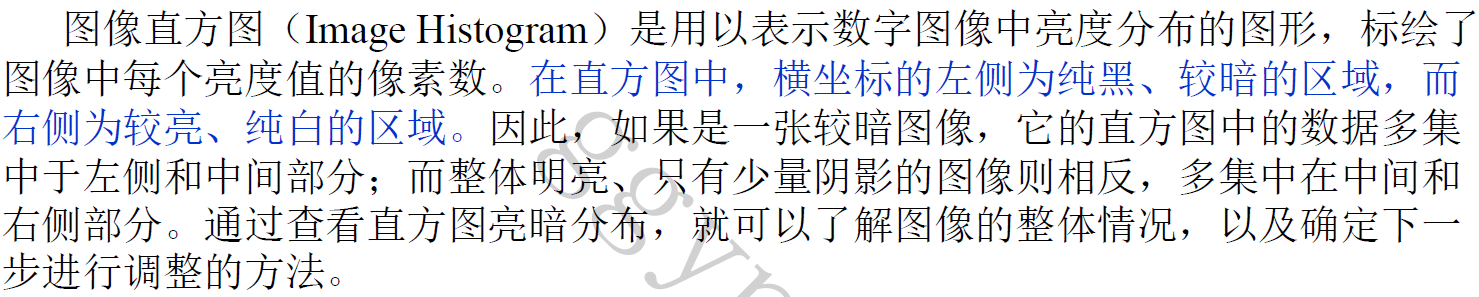 图像直方图（Image Histogram）是用以表示数字图像中亮度分布的图形，标绘了
图像中每个亮度值的像素数。在直方图中，横坐标的左侧为纯黑、较暗的区域，而
右侧为较亮、纯白的区域。因此，如果是一张较暗图像，它的直方图中的数据多集
中于左侧和中间部分；而整体明亮、只有少量阴影的图像则相反，多集中在中间和
右侧部分。通过查看直方图亮暗分布，就可以了解图像的整体情况，以及确定下一
步进行调整的方法。